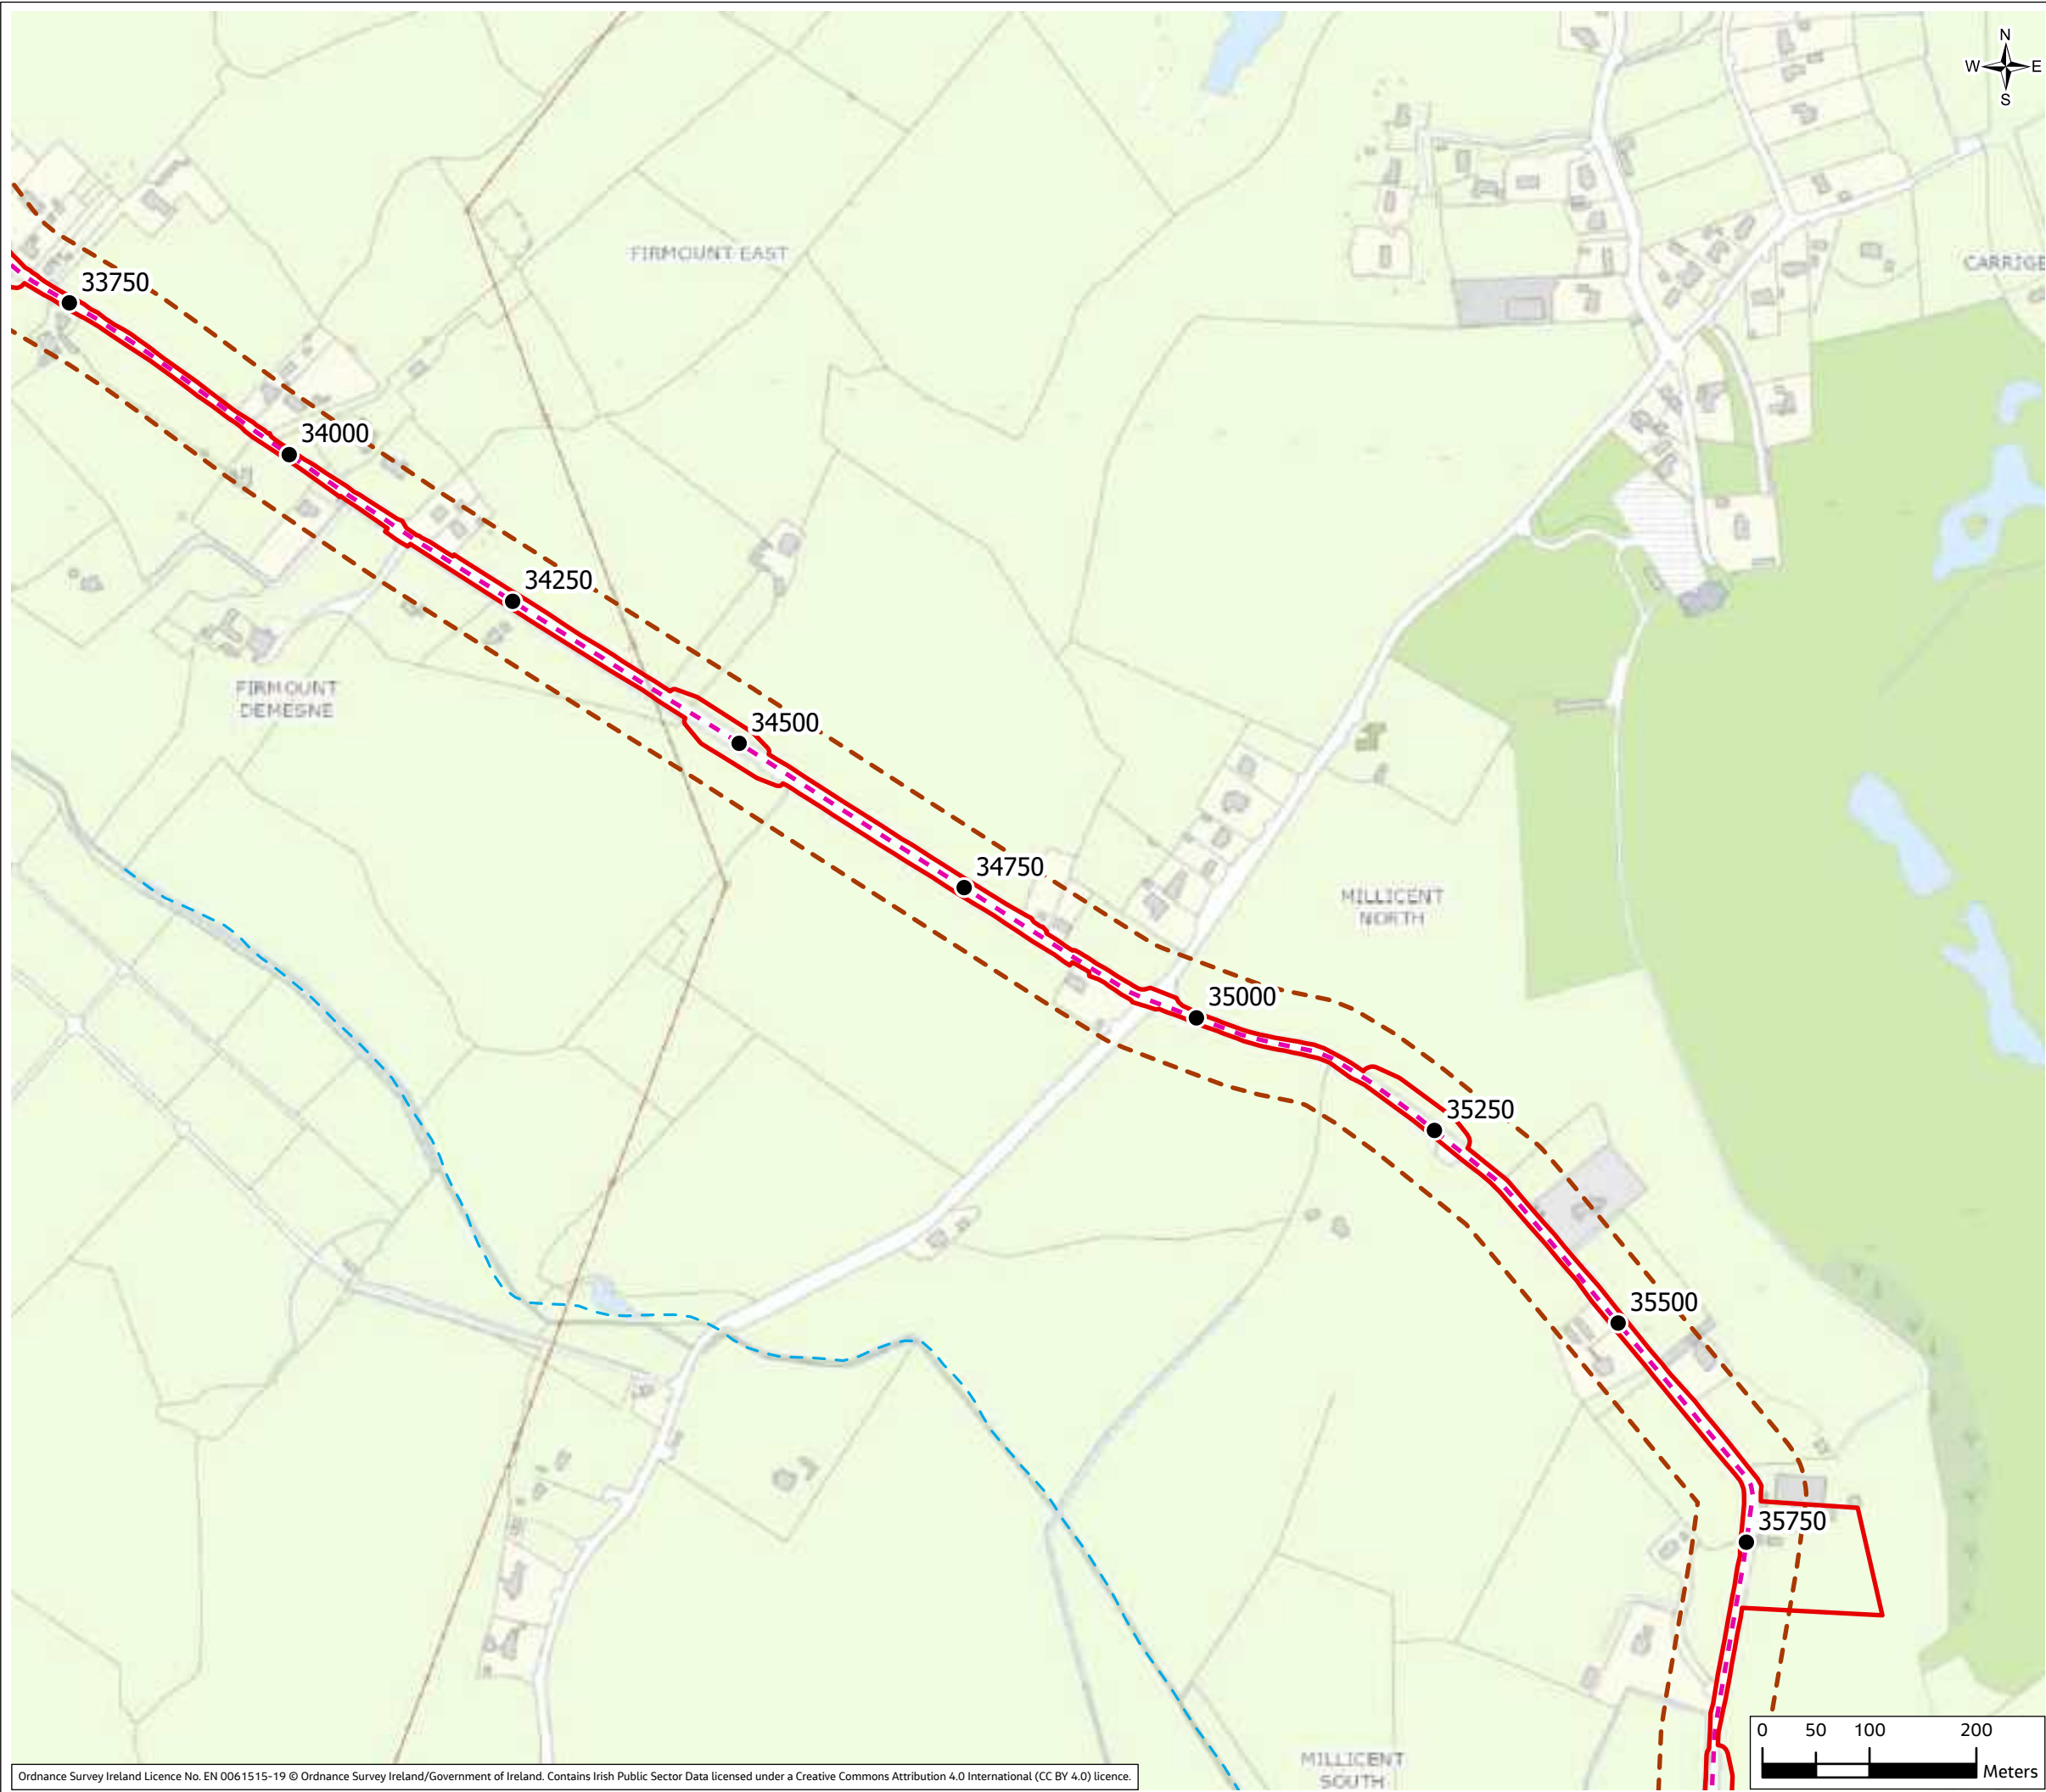 N
W E
S
FIRMOUNT EAST
CARRIGE
33750
34000
34250
FIRMOUNT
DEMESNE
34500
34750
MILLICENT
NORTH
35000
35250
35500
35750
MILLICENT
SOUTH
0 50 100 200
Meters
Ordnance Survey Ireland Licence No. EN 0061515-19 © Ordnance Survey Ireland/Government of Ireland. Contains Irish Public Sector Data licensed under a Creative Commons Attribution 4.0 International (CC BY 4.0) licence.